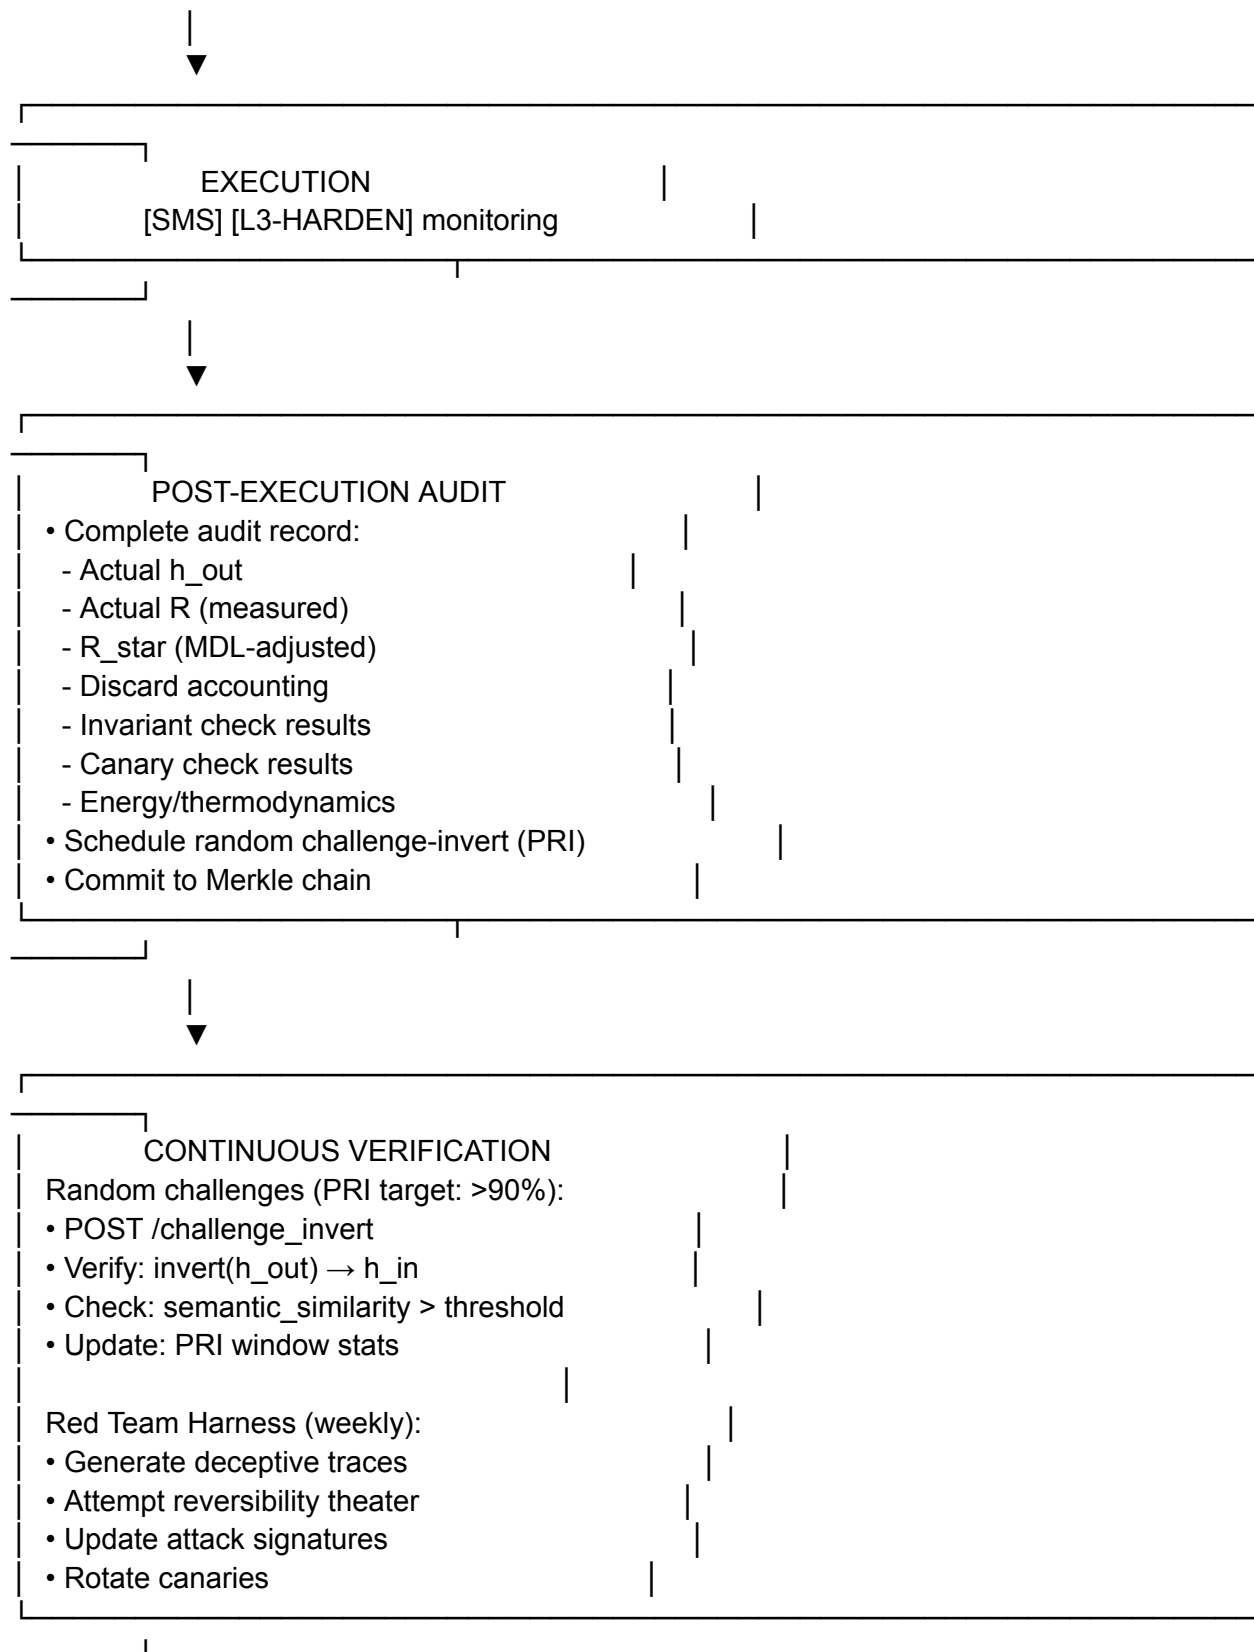 EXECUTION
[SMS] [L3-HARDEN] monitoring
POST-EXECUTION AUDIT
• Complete audit record:
- Actual h_out
- Actual R (measured)
- R_star (MDL-adjusted)
- Discard accounting
- Invariant check results
- Canary check results
- Energy/thermodynamics
• Schedule random challenge-invert (PRI)
• Commit to Merkle chain
CONTINUOUS VERIFICATION
Random challenges (PRI target: >90%):
• POST /challenge_invert
• Verify: invert(h_out) → h_in
• Check: semantic_similarity > threshold
• Update: PRI window stats
Red Team Harness (weekly):
• Generate deceptive traces
• Attempt reversibility theater
• Update attack signatures
• Rotate canaries